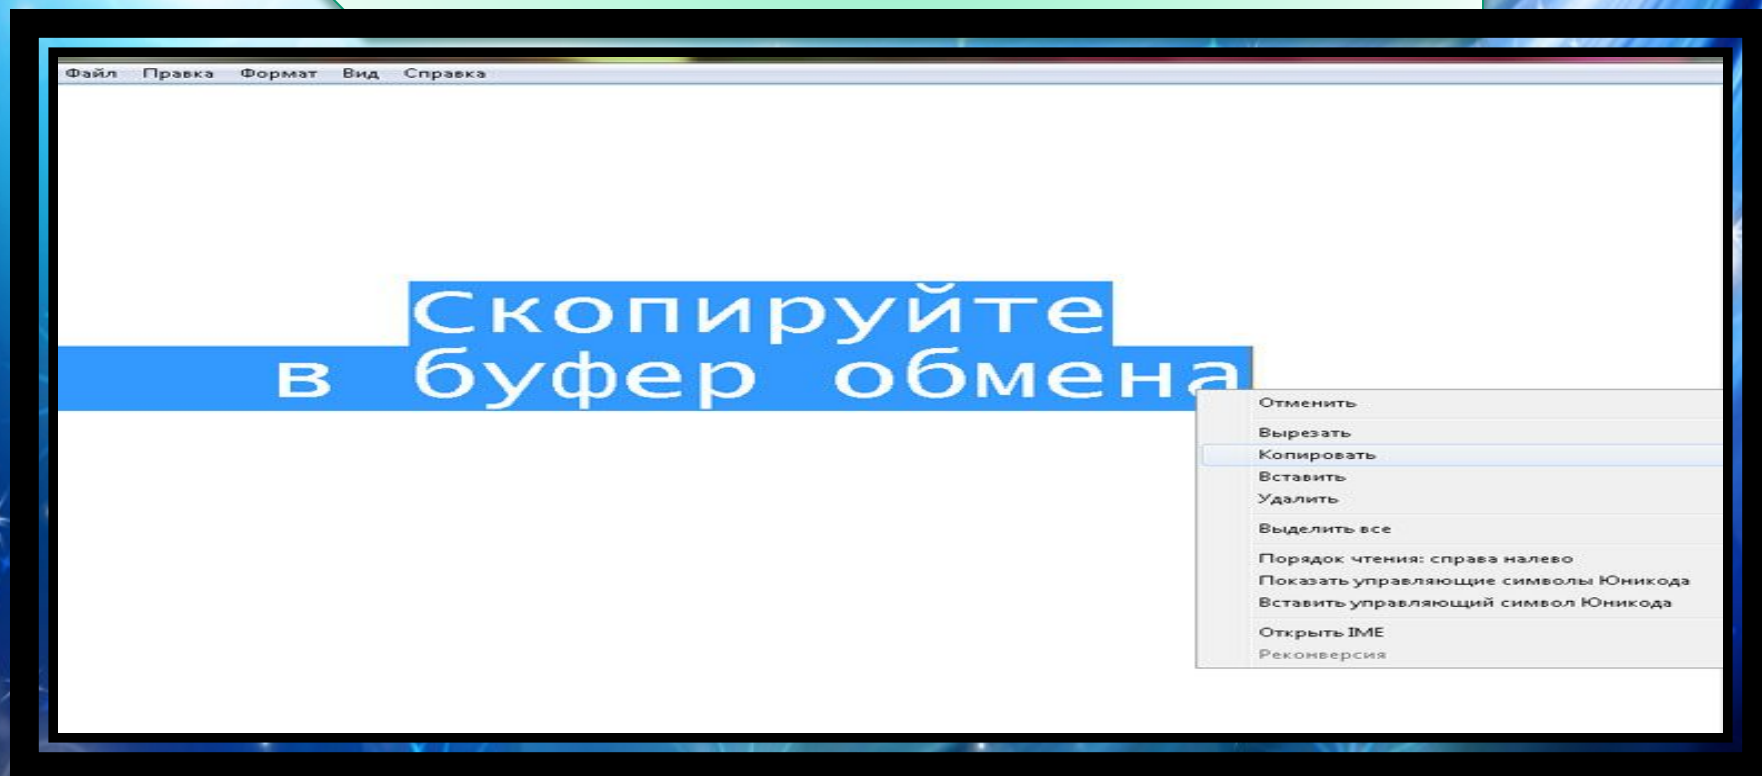 Файл Правка Формат Вид Справка
Скопируйте
в буфер обмена
Отменить
Вырезать
Копировать
Вставить
Удалить
Выделить все
Порядок чтения: справа налево
Показать управляющие символы Юникода
Вставить управляющий символ Юникода
Открыть IME
Реконверсия